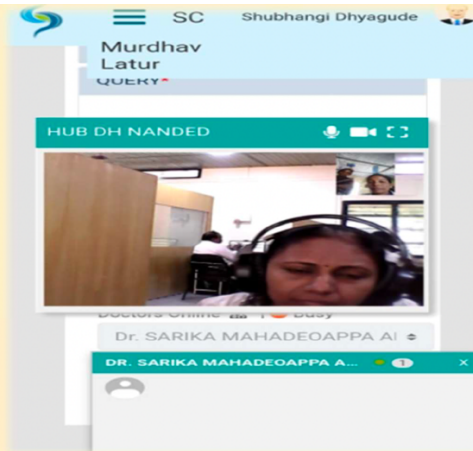 SC Shubhangi Dhyagude
Murdhav
Latur
QUERY*
HUB DH NANDED
Doctors Online | Busy
Dr. SARIKA MAHADEOAPPA Al
DR. SARIKA MAHADEOAPPA A... 1 X